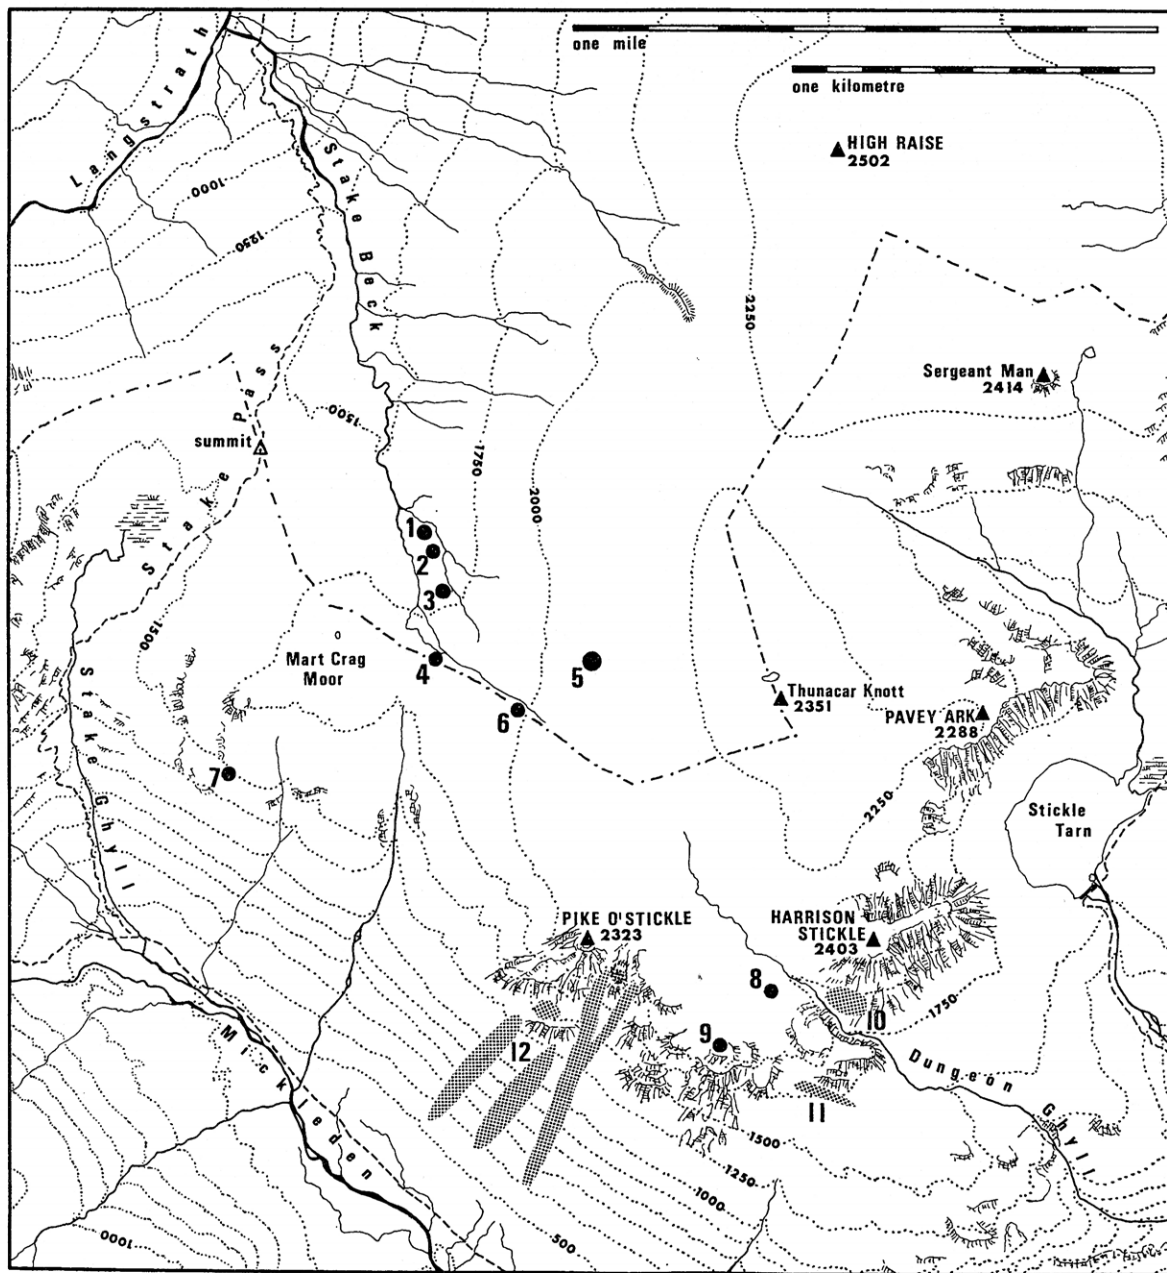 one mile
one kilometre
HIGH RAISE
2502
Langstrath
Stake Beck
1000
1250
2250
Sergeant Man
2414
Stake Pass
summit
1500
1750
2000
1
2
3
4
5
6
7
1500
Mart Crag
Moor
Thunacar Knott
2351
PAVEY ARK
2288
2250
Stickle
Tarn
Stake Ghyll
PIKE O'STICKLE
2323
HARRISON
STICKLE
2403
8
9
10
1750
11
12
Dungeon Ghyll
Mickleden
1500
1250
1000
500
1000